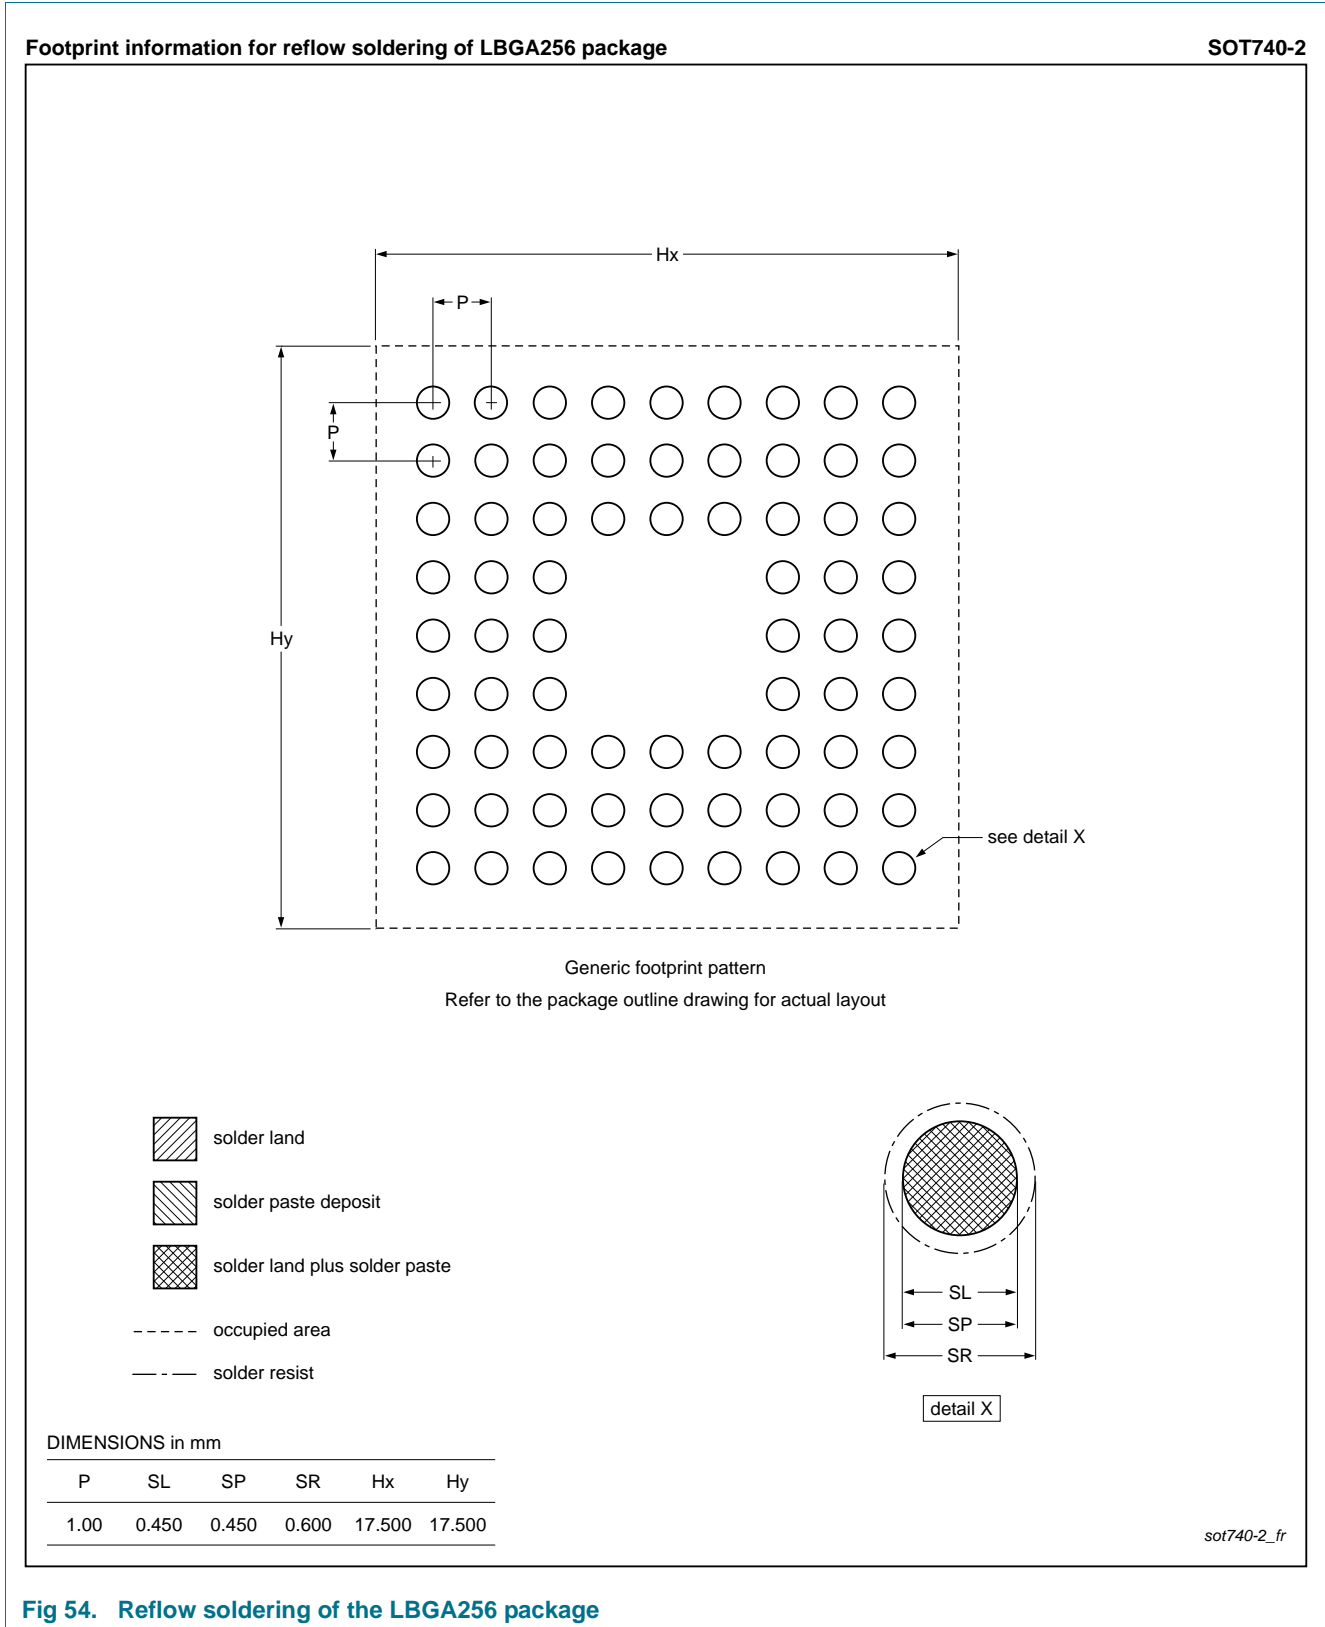 Footprint information for reflow soldering of LBGA256 package SOT740-2
Hx
P
P
Hy
see detail X
Generic footprint pattern
Refer to the package outline drawing for actual layout
solder land
solder paste deposit
solder land plus solder paste
occupied area
solder resist
SL
SP
SR
detail X
DIMENSIONS in mm
P SL SP SR Hx Hy
1.00 0.450 0.450 0.600 17.500 17.500
sot740-2_fr
Fig 54. Reflow soldering of the LBGA256 package